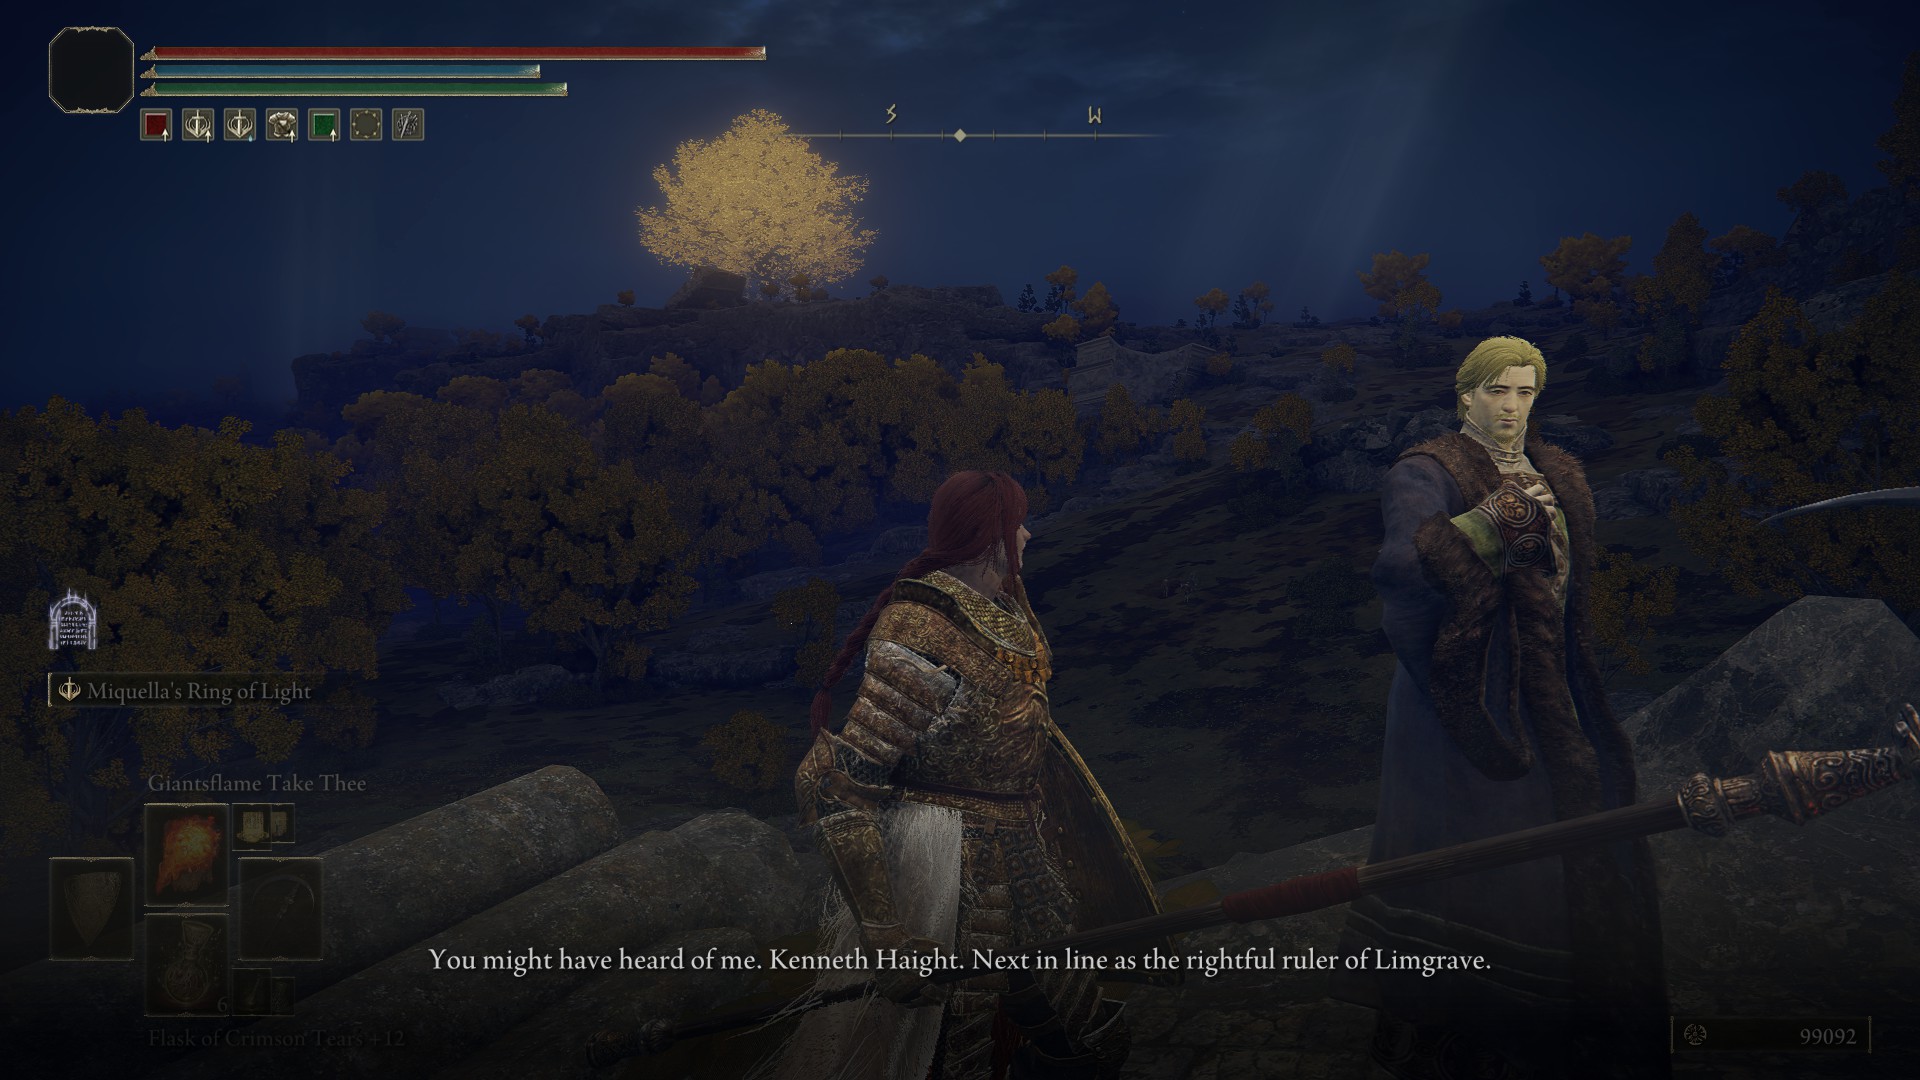 S
W
Miquella's Ring of Light
Giantsflame Take Thee
6
Flask of Crimson Tears +12
You might have heard of me. Kenneth Haight. Next in line as the rightful ruler of Limgrave.
99092